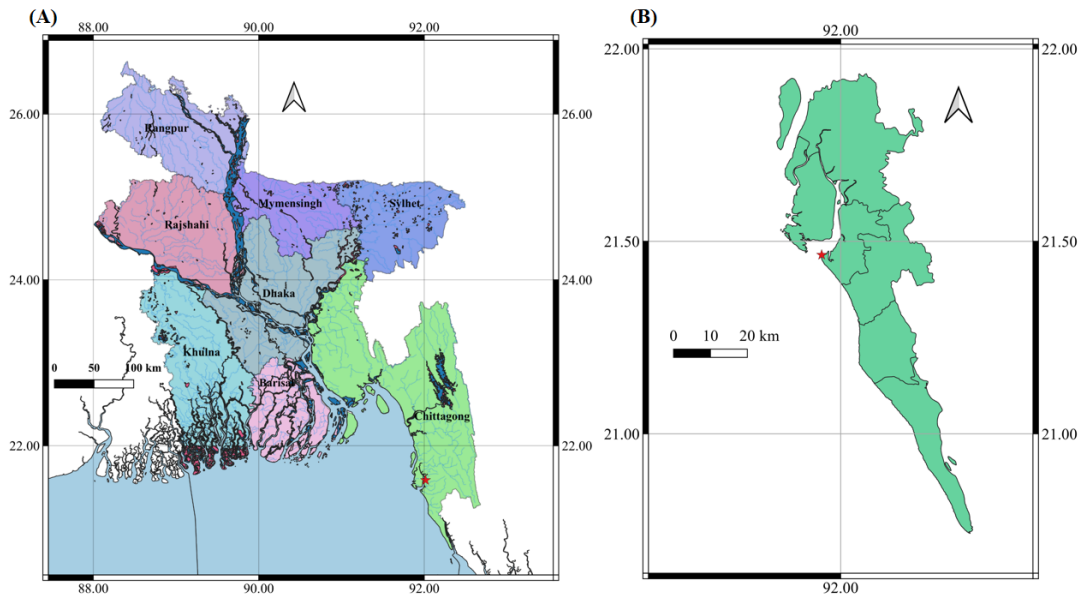 (A)
88.00 90.00 92.00
26.00
Rangpur
Mymensingh
Sylhet
Rajshahi
24.00 24.00
Dhaka
Khulna
0 50 100 km
Barisal
Chittagong
22.00 22.00
88.00 90.00 92.00
(B)
92.00
22.00 22.00
21.50 21.50
0 10 20 km
21.00 21.00
92.00